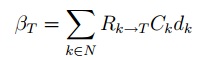 β_T = ∑_{k∈N} R_{k→T} C_k d_k